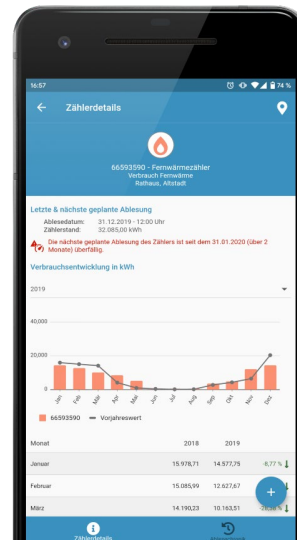 16:57
74 %
Zählerdetails
66593590 - Fernwärmezähler
Verbrauch Fernwärme
Rathaus, Altstadt
Letzte & nächste geplante Ablesung
Ablesedatum: 31.12.2019 - 12:00 Uhr
Zählerstand: 32.085,00 kWh
Die nächste geplante Ablesung des Zählers ist seit dem 31.01.2020 (über 2
Monate) überfällig.
Verbrauchsentwicklung in kWh
2019
40,000
20,000
0
Jan Feb Mär Apr Mai Jun Jul Aug Sep Okt Nov Dez
66593590 Vorjahreswert
Monat 2018 2019
Januar 15.978,71 14.577,75 -8,77 %
Februar 15.085,99 12.627,67
März 14.190,23 10.163,51
Zählerdetails